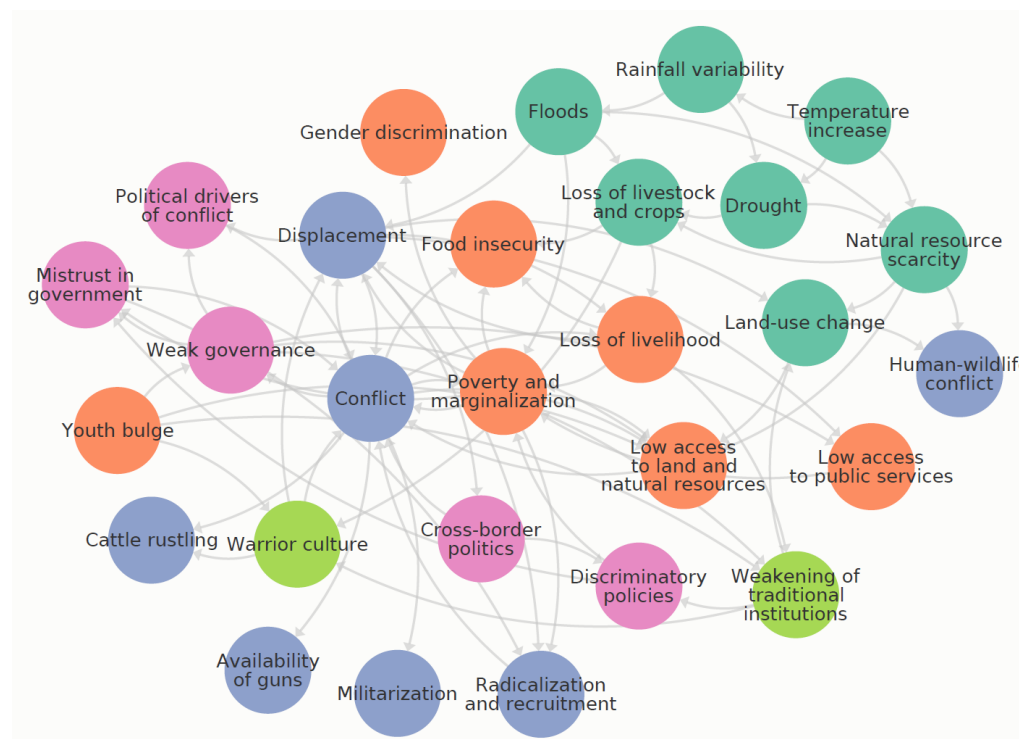 Rainfall variability
Floods
Temperature
increase
Gender discrimination
Political drivers
of conflict
Loss of livestock
and crops
Drought
Displacement
Food insecurity
Natural resource
scarcity
Mistrust in
government
Land-use change
Loss of livelihood
Weak governance
Human-wildlif
conflict
Conflict
Poverty and
marginalization
Youth bulge
Low access
to land and
natural resources
Low access
to public services
Cattle rustling
Warrior culture
Cross-border
politics
Discriminatory
policies
Weakening of
traditional
institutions
Availability
of guns
Militarization
Radicalization
and recruitment